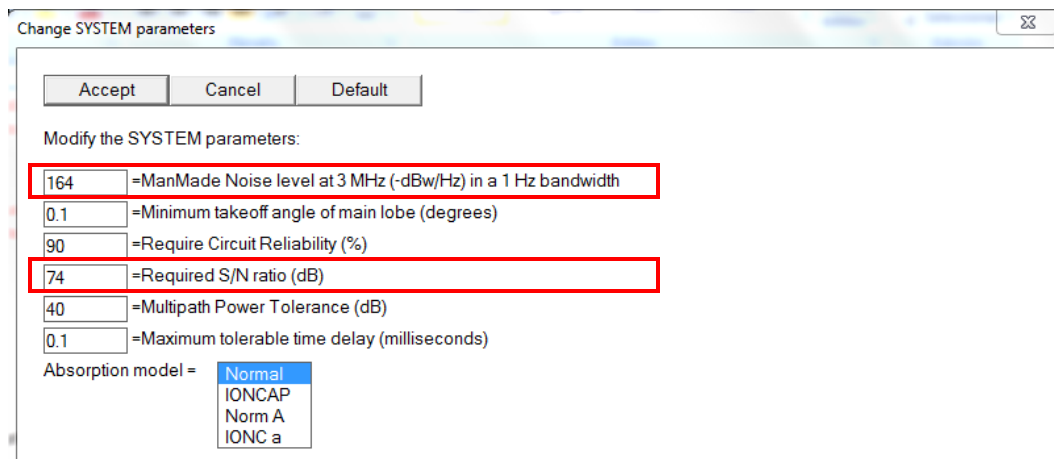 Change SYSTEM parameters
Accept Cancel Default
Modify the SYSTEM parameters:
164 =ManMade Noise level at 3 MHz (-dBw/Hz) in a 1 Hz bandwidth
0.1 =Minimum takeoff angle of main lobe (degrees)
90 =Require Circuit Reliability (%)
74 =Required S/N ratio (dB)
40 =Multipath Power Tolerance (dB)
0.1 =Maximum tolerable time delay (milliseconds)
Absorption model = Normal
IONCAP
Norm A
IONC a